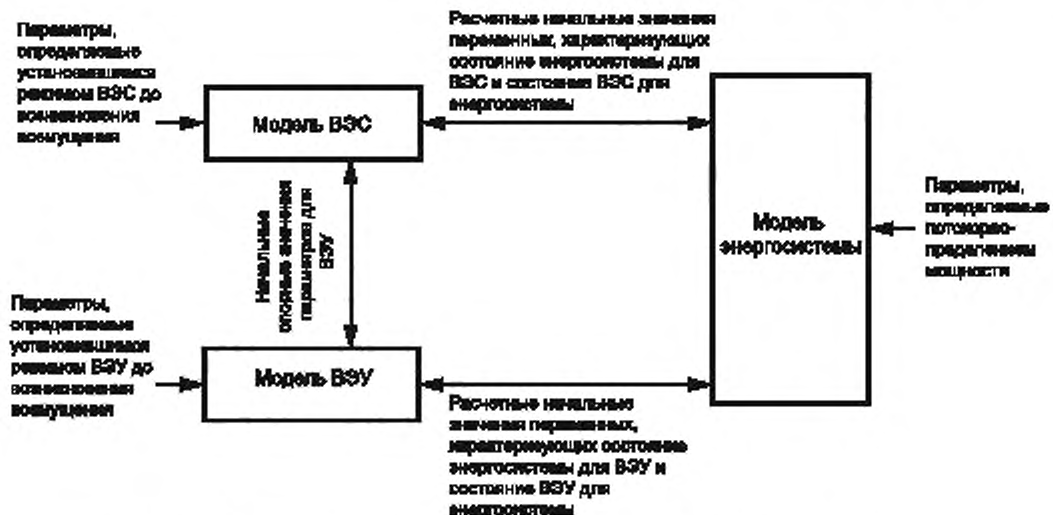 Параметры,
определяемые
установившимся
режимом ВЭС до
возникновения
возмущения
Модель ВЭС
Расчетные начальные значения
переменных, характеризующих
состояние энергосистемы для
ВЭС и состояния ВЭС для
энергосистемы
Начальные
опорные значения
параметров для
ВЭУ
Модель
энергосистемы
Параметры,
определяемые
потокорас-
пределением
мощности
Параметры,
определяемые
установившимся
режимом ВЭУ до
возникновения
возмущения
Модель ВЭУ
Расчетные начальные
значения переменных,
характеризующих состояние
энергосистемы для ВЭУ и
состояние ВЭУ для
энергосистемы